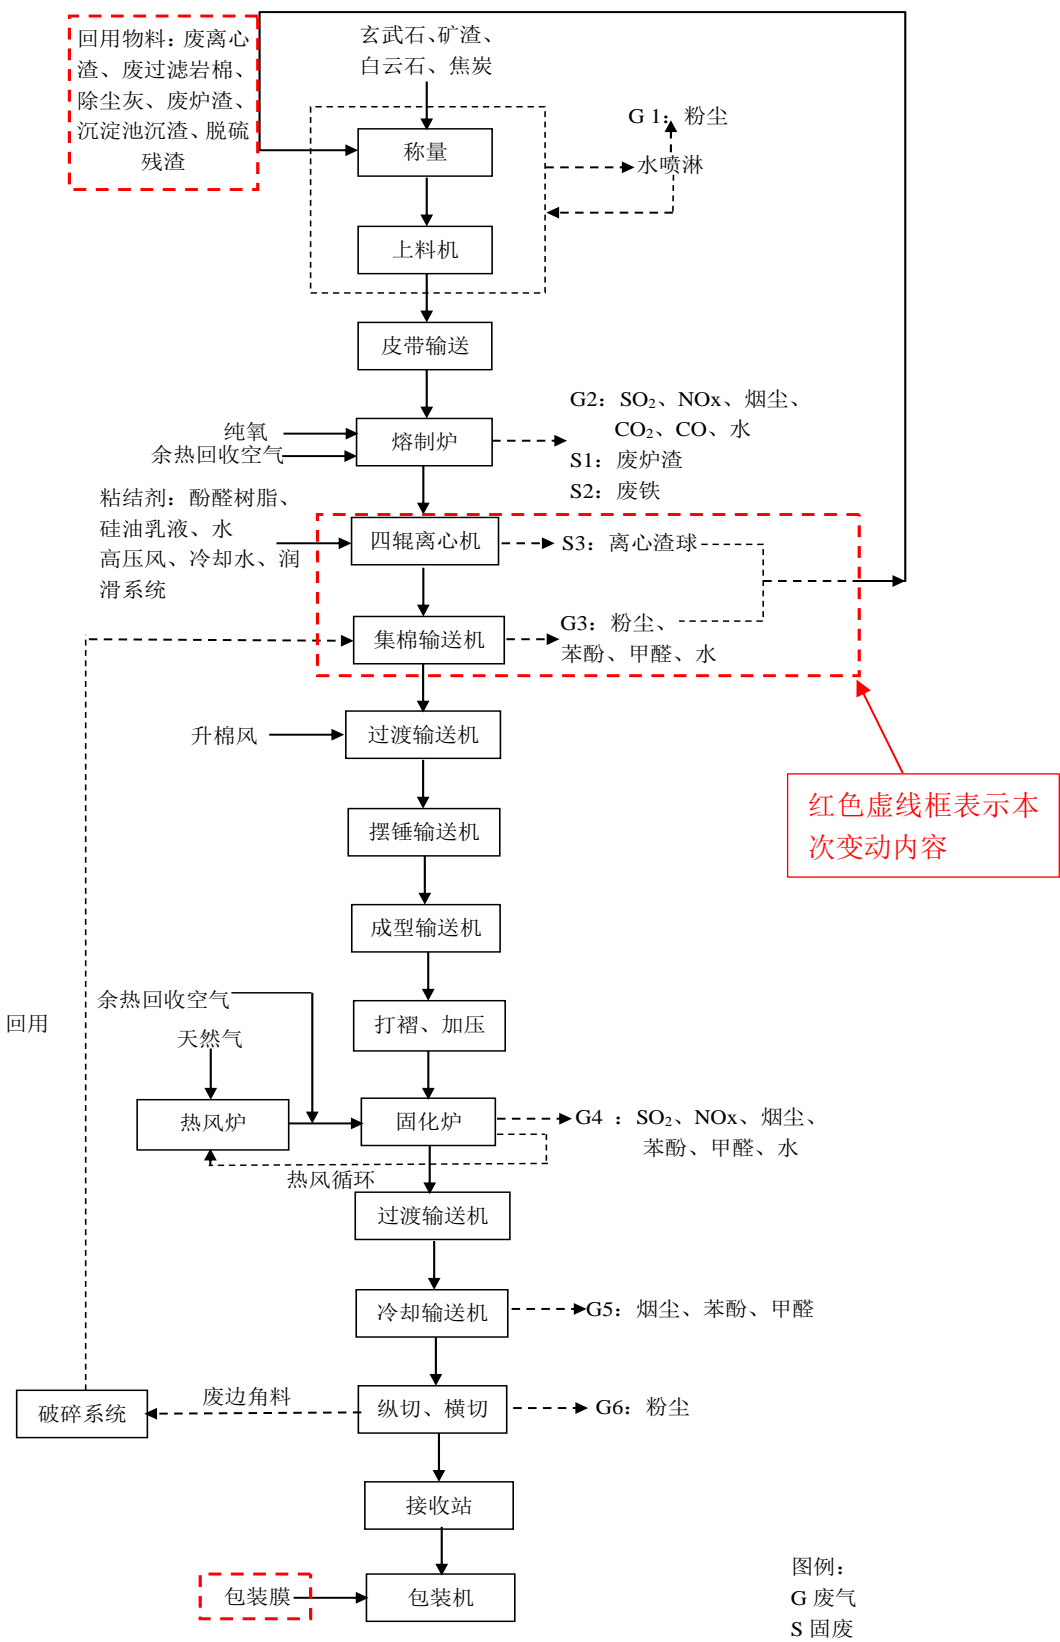 回用物料：废离心
渣、废过滤岩棉、
除尘灰、废炉渣、
沉淀池沉渣、脱硫
残渣
玄武石、矿渣、
白云石、焦炭
G 1：粉尘
称量
水喷淋
上料机
皮带输送
G2：SO₂、NOx、烟尘、
CO₂、CO、水
纯氧
熔制炉
余热回收空气
S1：废炉渣
S2：废铁
粘结剂：酚醛树脂、
硅油乳液、水
高压风、冷却水、润
滑系统
四辊离心机
S3：离心渣球
集棉输送机
G3：粉尘、
苯酚、甲醛、水
升棉风
过渡输送机
红色虚线框表示本
次变动内容
摆锤输送机
成型输送机
余热回收空气
回用
打褶、加压
天然气
热风炉
固化炉
G4 ：SO₂、NOx、烟尘、
苯酚、甲醛、水
热风循环
过渡输送机
冷却输送机
G5：烟尘、苯酚、甲醛
废边角料
破碎系统
纵切、横切
G6：粉尘
接收站
包装膜
包装机
图例：
G 废气
S 固废